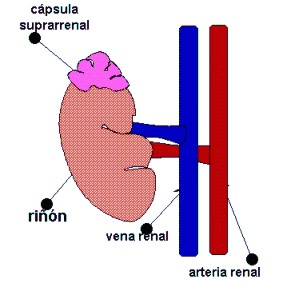 cápsula
suprarrenal
riñón
vena renal
arteria renal